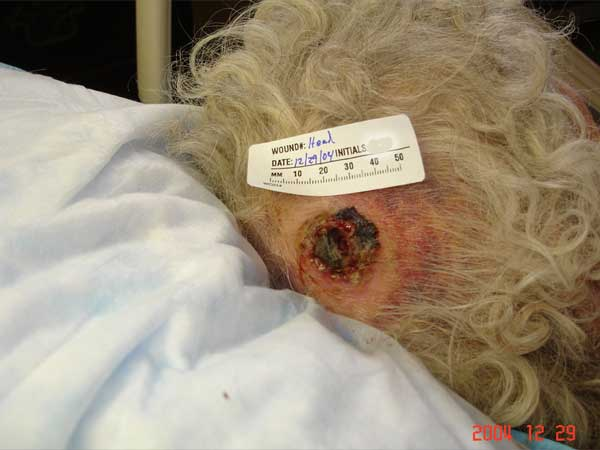 WOUND#: Head
DATE: 12/29/04 INITIALS
MM 10 20 30 40 50
2004 12 29